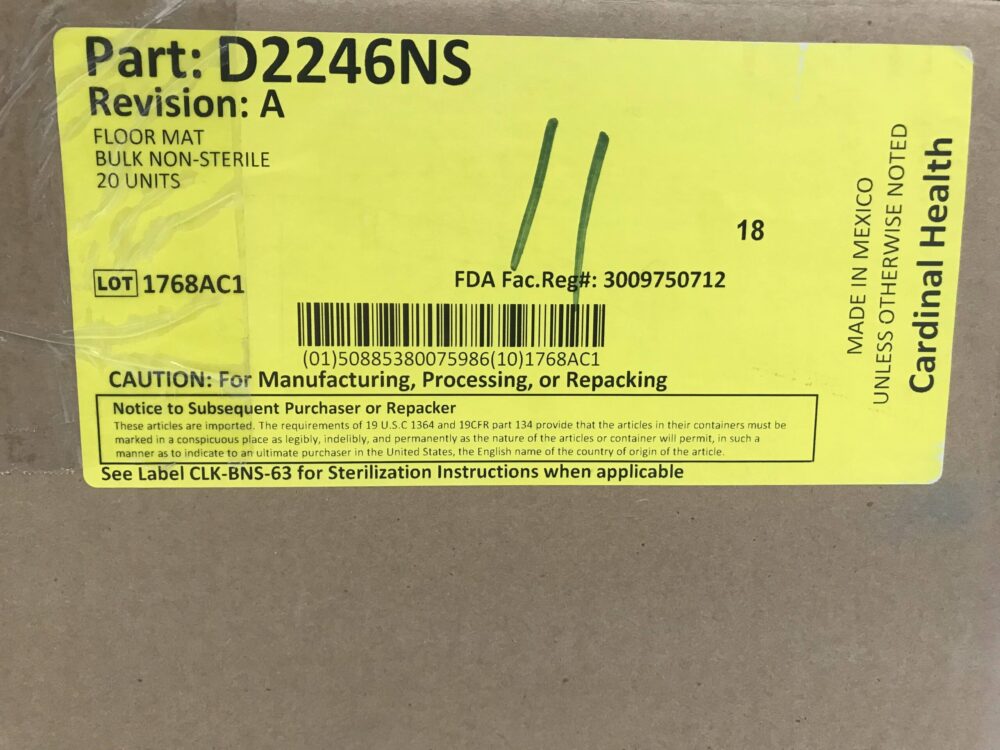 Part: D2246NS
Revision: A
FLOOR MAT
BULK NON-STERILE
20 UNITS
11
18
LOT 1768AC1
FDA Fac.Reg#: 3009750712
(01)50885380075986(10)1768AC1
CAUTION: For Manufacturing, Processing, or Repacking
Notice to Subsequent Purchaser or Repacker
These articles are imported. The requirements of 19 U.S.C 1364 and 19CFR part 134 provide that the articles in their containers must be
marked in a conspicuous place as legibly, indelibly, and permanently as the nature of the articles or container will permit, in such a
manner as to indicate to an ultimate purchaser in the United States, the English name of the country of origin of the article.
See Label CLK-BNS-63 for Sterilization Instructions when applicable
MADE IN MEXICO
UNLESS OTHERWISE NOTED
Cardinal Health